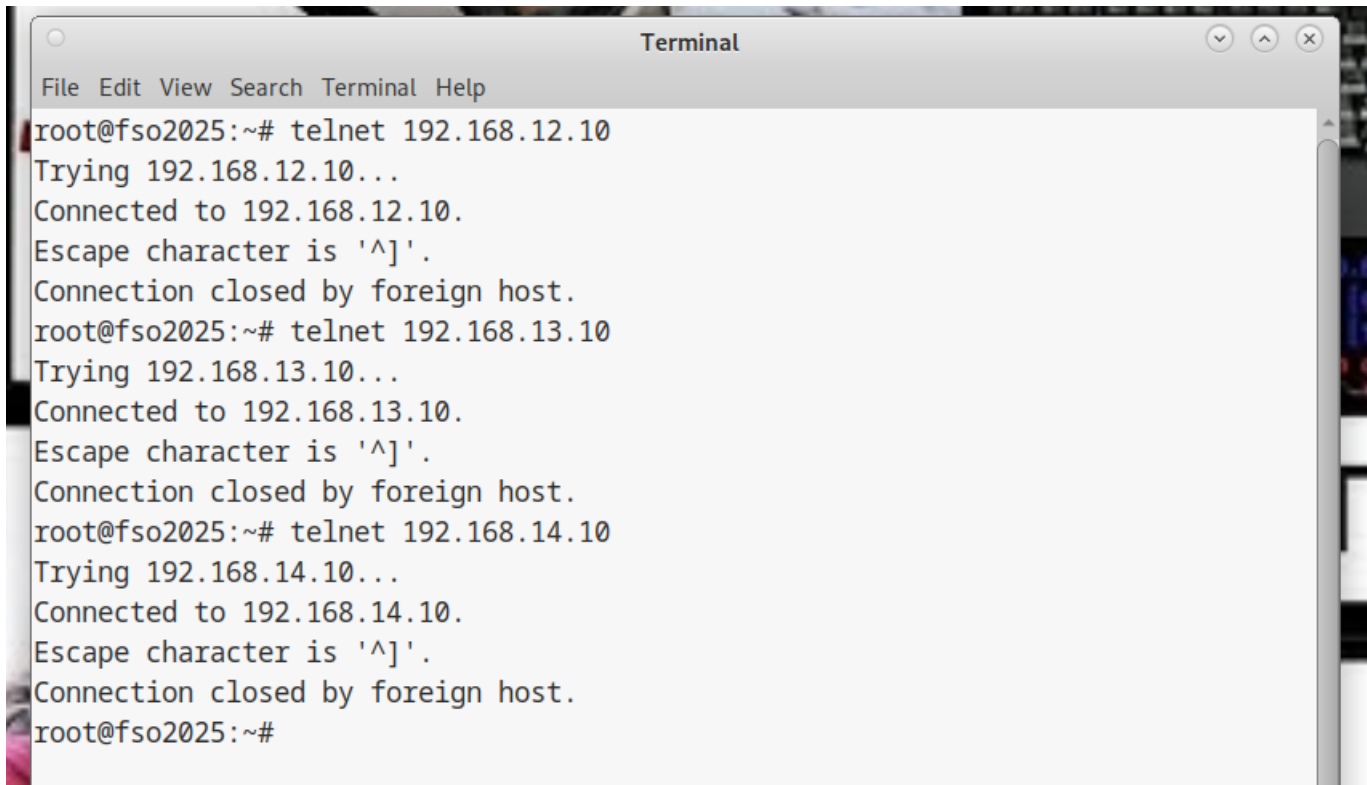 Terminal
File Edit View Search Terminal Help
root@fso2025:~# telnet 192.168.12.10
Trying 192.168.12.10...
Connected to 192.168.12.10.
Escape character is '^]'.
Connection closed by foreign host.
root@fso2025:~# telnet 192.168.13.10
Trying 192.168.13.10...
Connected to 192.168.13.10.
Escape character is '^]'.
Connection closed by foreign host.
root@fso2025:~# telnet 192.168.14.10
Trying 192.168.14.10...
Connected to 192.168.14.10.
Escape character is '^]'.
Connection closed by foreign host.
root@fso2025:~#